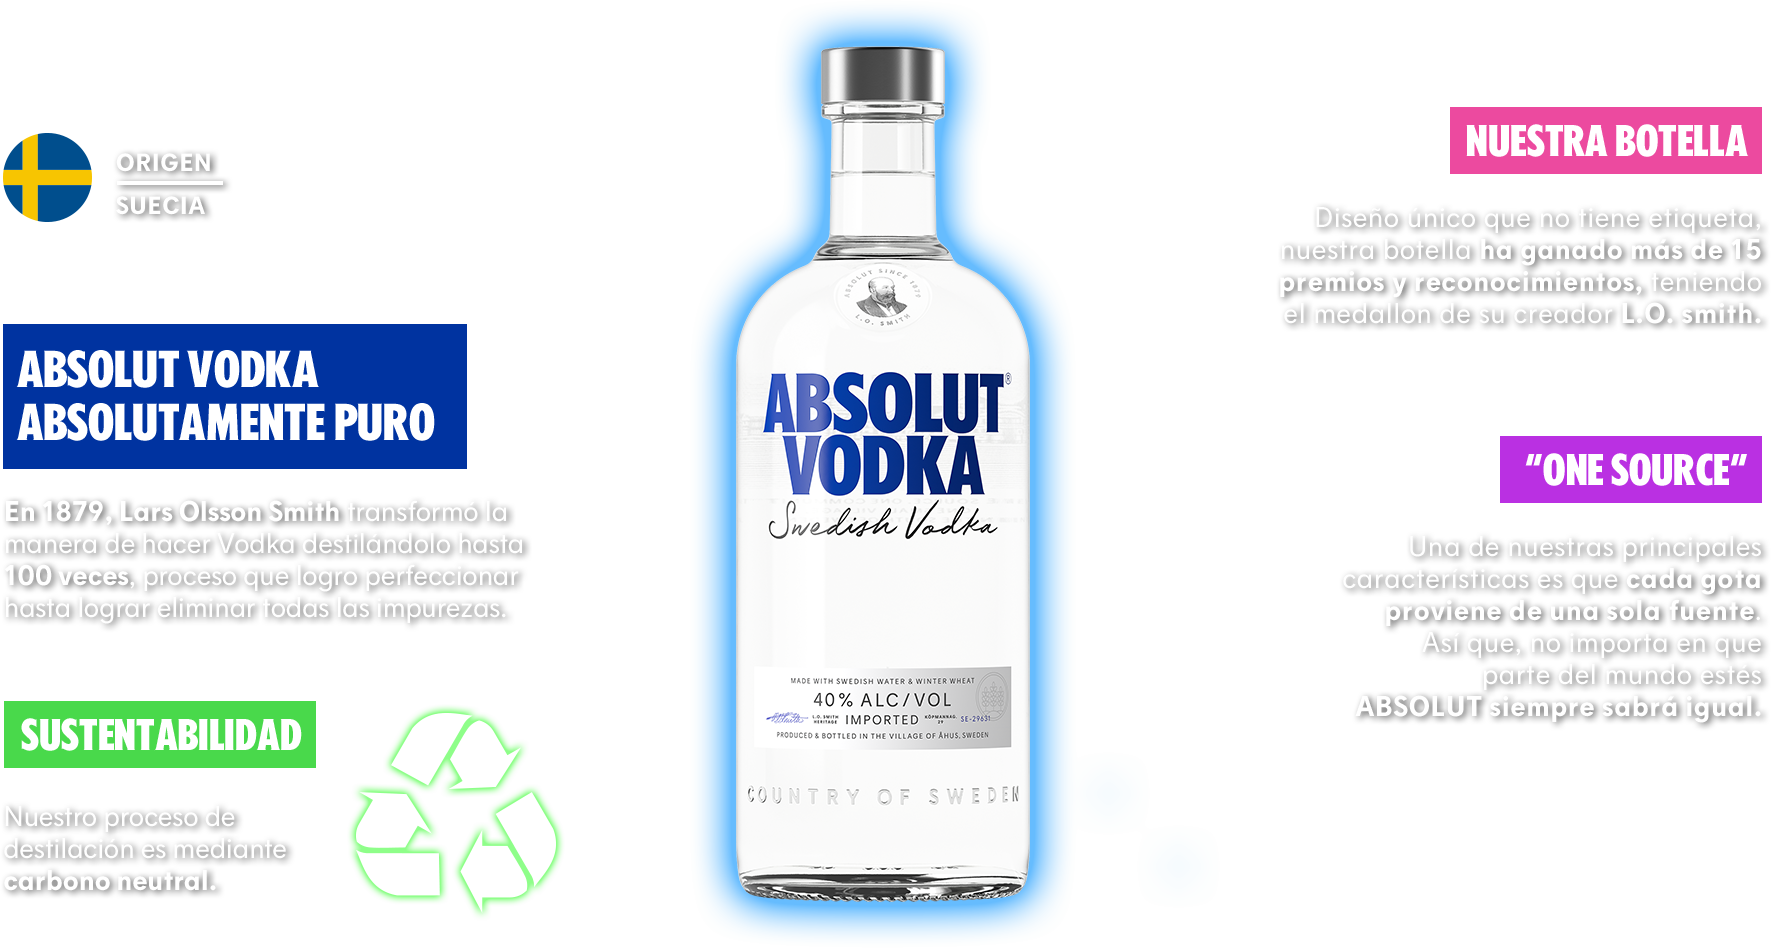 ORIGEN
SUECIA
ABSOLUT VODKA
ABSOLUTAMENTE PURO
En 1879, Lars Olsson Smith transformó la
manera de hacer Vodka destilándolo hasta
100 veces, proceso que logro perfeccionar
hasta lograr eliminar todas las impurezas.
SUSTENTABILIDAD
Nuestro proceso de
destilación es mediante
carbono neutral.
ABSOLUT SINCE 1879
L.O. SMITH
ABSOLUT®
VODKA
Swedish Vodka
MADE WITH SWEDISH WATER & WINTER WHEAT
40% ALC/VOL
L.O. SMITH
HERITAGE
IMPORTED
KÖPMANNAG.
29
SE-29631
PRODUCED & BOTTLED IN THE VILLAGE OF ÅHUS, SWEDEN
COUNTRY OF SWEDEN
NUESTRA BOTELLA
Diseño único que no tiene etiqueta,
nuestra botella ha ganado más de 15
premios y reconocimientos, teniendo
el medallon de su creador L.O. smith.
"ONE SOURCE"
Una de nuestras principales
características es que cada gota
proviene de una sola fuente.
Así que, no importa en que
parte del mundo estés
ABSOLUT siempre sabrá igual.